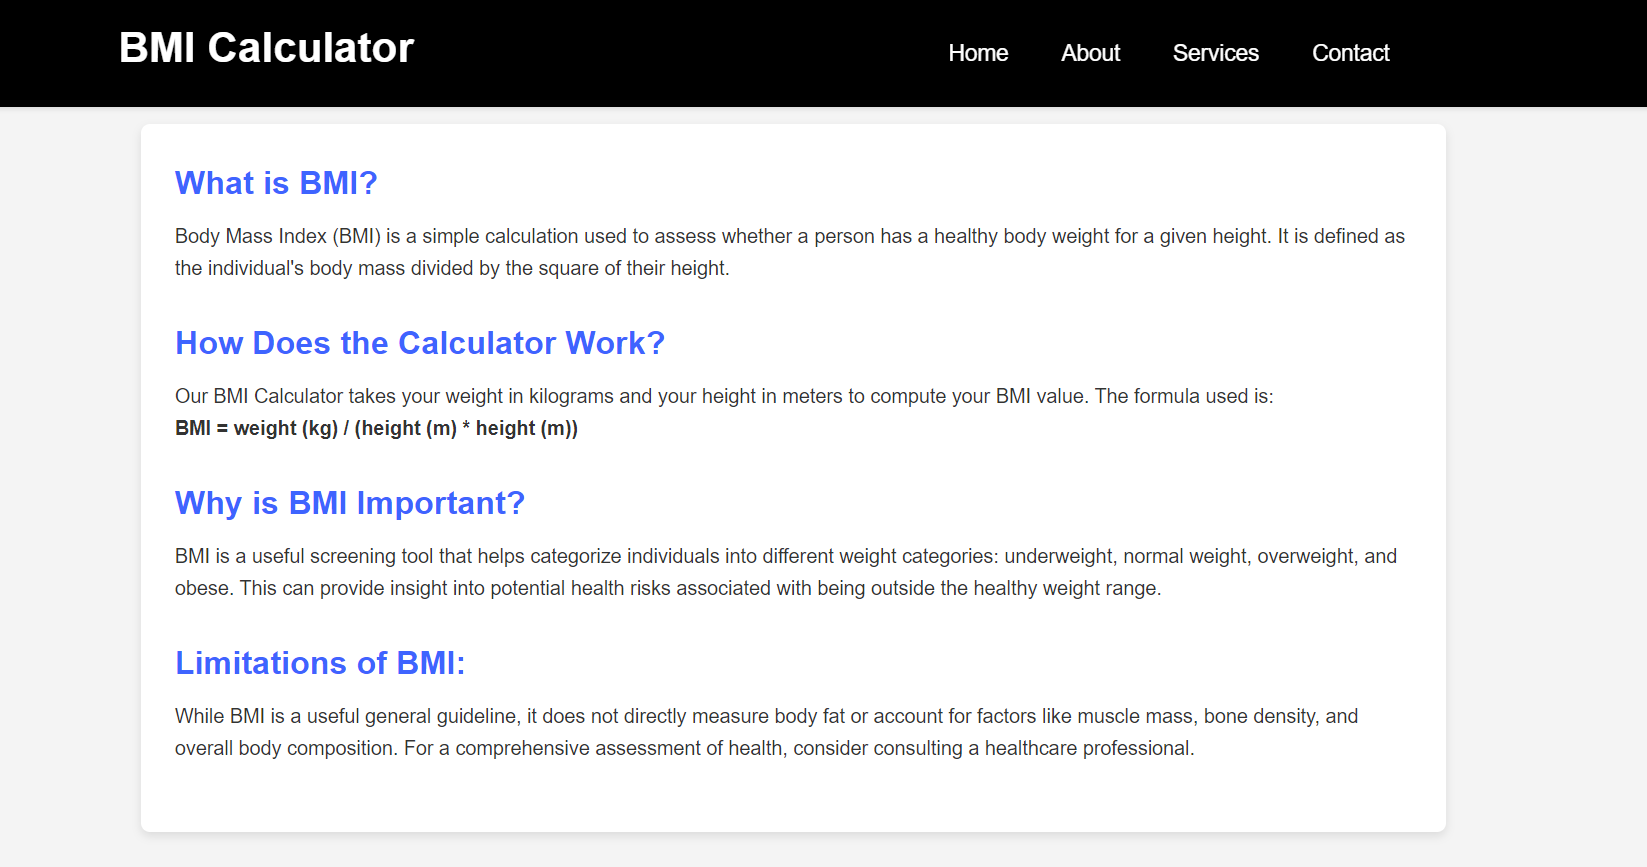 BMI Calculator
Home About Services Contact
What is BMI?
Body Mass Index (BMI) is a simple calculation used to assess whether a person has a healthy body weight for a given height. It is defined as
the individual's body mass divided by the square of their height.
How Does the Calculator Work?
Our BMI Calculator takes your weight in kilograms and your height in meters to compute your BMI value. The formula used is:
BMI = weight (kg) / (height (m) * height (m))
Why is BMI Important?
BMI is a useful screening tool that helps categorize individuals into different weight categories: underweight, normal weight, overweight, and
obese. This can provide insight into potential health risks associated with being outside the healthy weight range.
Limitations of BMI:
While BMI is a useful general guideline, it does not directly measure body fat or account for factors like muscle mass, bone density, and
overall body composition. For a comprehensive assessment of health, consider consulting a healthcare professional.